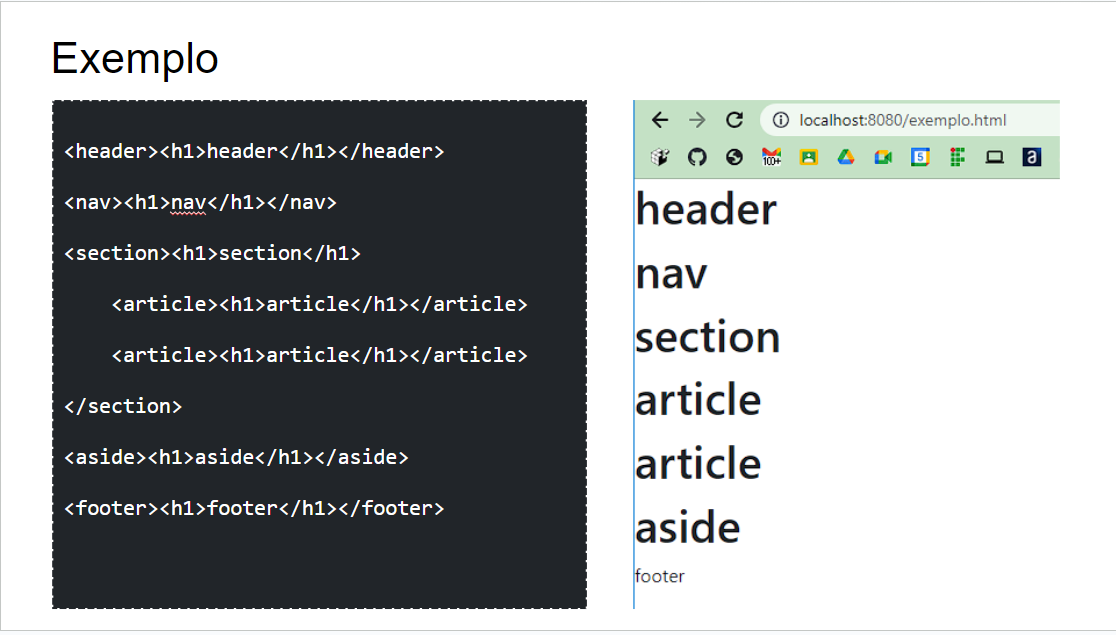 Exemplo
<header><h1>header</h1></header>
<nav><h1>nav</h1></nav>
<section><h1>section</h1>
    <article><h1>article</h1></article>
    <article><h1>article</h1></article>
</section>
<aside><h1>aside</h1></aside>
<footer><h1>footer</h1></footer>
localhost:8080/exemplo.html
100+
5
a
header
nav
section
article
article
aside
footer